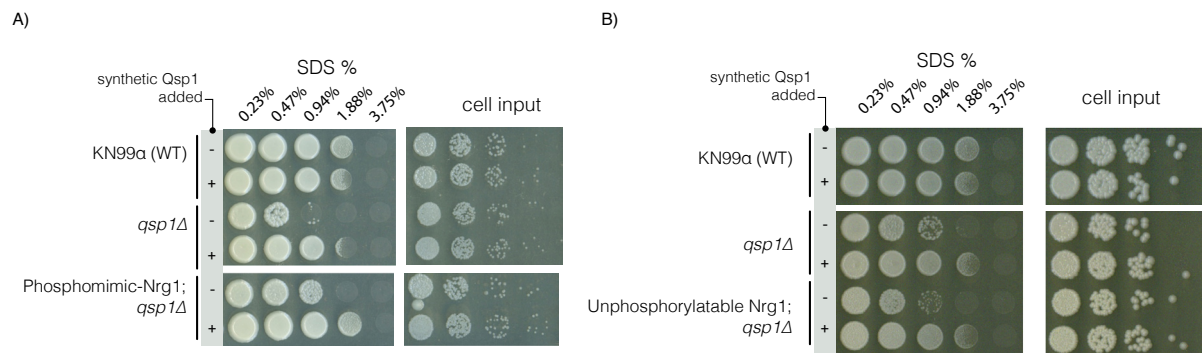 A)
synthetic Qsp1
added
SDS %
0.23%
0.47%
0.94%
1.88%
3.75%
cell input
KN99α (WT)
-
+
qsp1Δ
-
+
Phosphomimic-Nrg1;
qsp1Δ
-
+
B)
synthetic Qsp1
added
SDS %
0.23%
0.47%
0.94%
1.88%
3.75%
cell input
KN99α (WT)
-
+
qsp1Δ
-
+
Unphosphorylatable Nrg1;
qsp1Δ
-
+